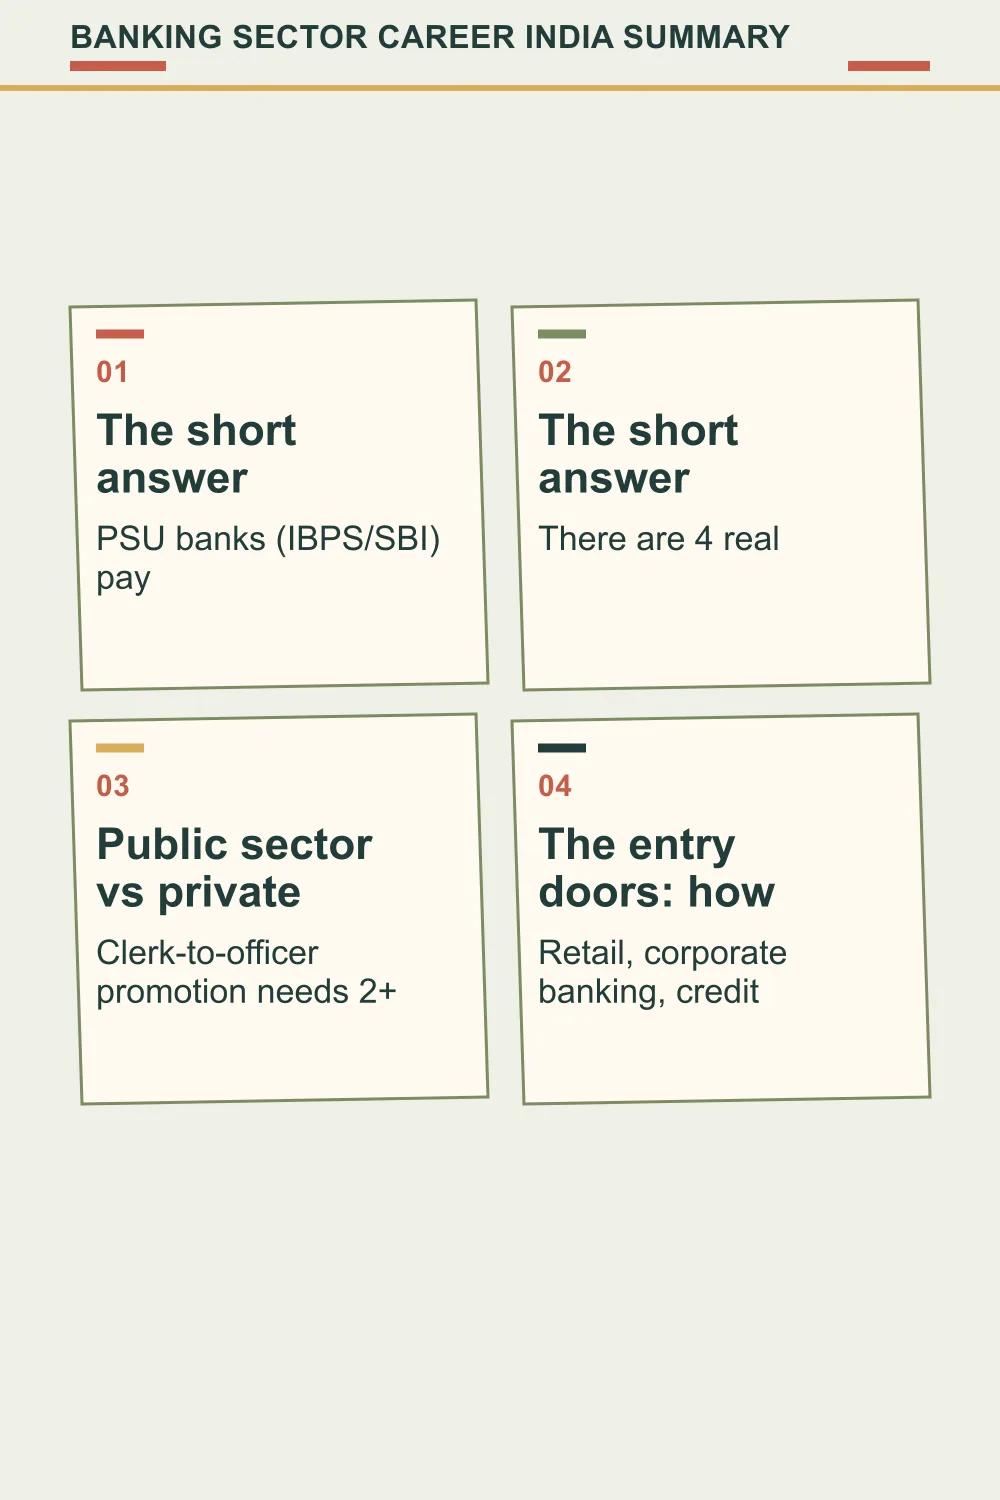 BANKING SECTOR CAREER INDIA SUMMARY
01
The short
answer
PSU banks (IBPS/SBI)
pay
02
The short
answer
There are 4 real
03
Public sector
vs private
Clerk-to-officer
promotion needs 2+
04
The entry
doors: how
Retail, corporate
banking, credit